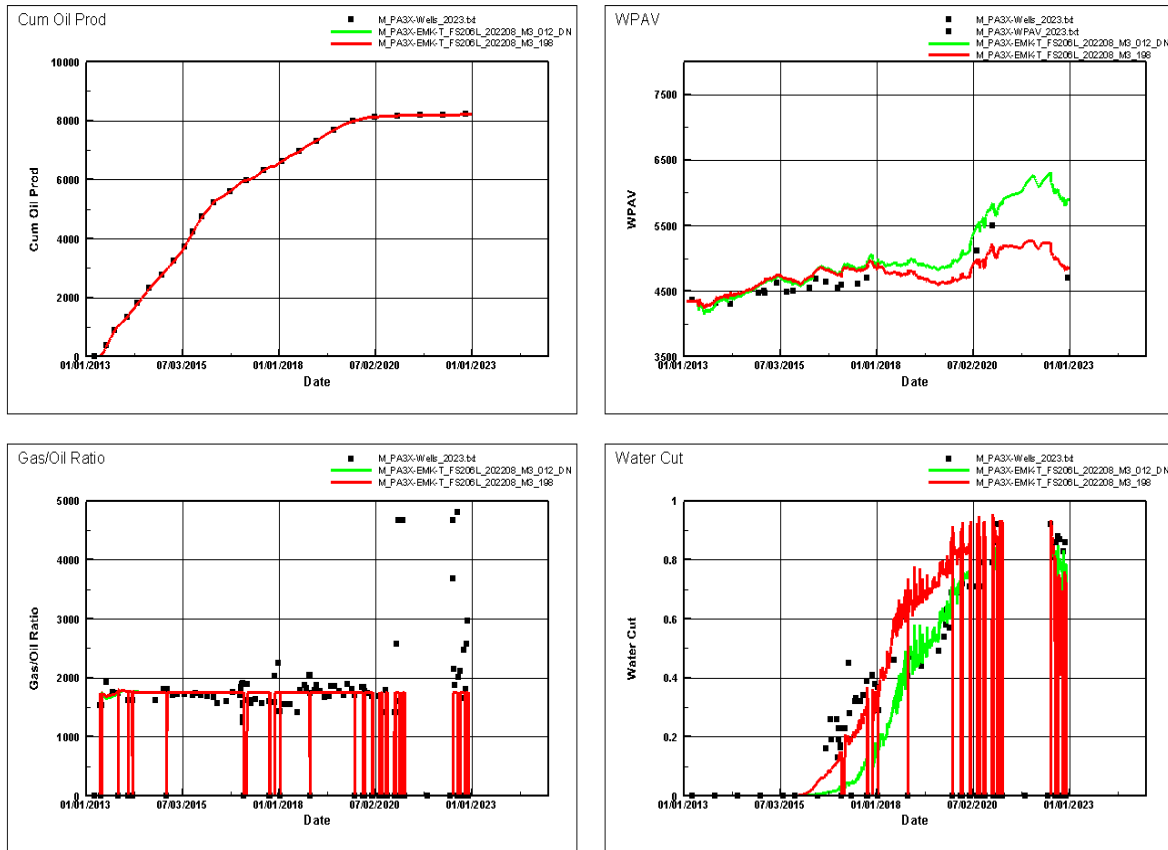 Cum Oil Prod
M_PA3X-Wells_2023.txt
M_PA3X-EMK-T_FS206L_202208_M3_012_DN
M_PA3X-EMK-T_FS206L_202208_M3_198
10000
8000
6000
4000
2000
0
Cum Oil Prod
01/01/2013
07/03/2015
01/01/2018
07/02/2020
01/01/2023
Date
WPAV
M_PA3X-Wells_2023.txt
M_PA3X-WPAV_2023.txt
M_PA3X-EMK-T_FS206L_202208_M3_012_DN
M_PA3X-EMK-T_FS206L_202208_M3_198
7500
6500
5500
4500
3500
WPAV
01/01/2013
07/03/2015
01/01/2018
07/02/2020
01/01/2023
Date
Gas/Oil Ratio
M_PA3X-Wells_2023.txt
M_PA3X-EMK-T_FS206L_202208_M3_012_DN
M_PA3X-EMK-T_FS206L_202208_M3_198
5000
4000
3000
2000
1000
0
Gas/Oil Ratio
01/01/2013
07/03/2015
01/01/2018
07/02/2020
01/01/2023
Date
Water Cut
M_PA3X-Wells_2023.txt
M_PA3X-EMK-T_FS206L_202208_M3_012_DN
M_PA3X-EMK-T_FS206L_202208_M3_198
1
0.8
0.6
0.4
0.2
0
Water Cut
01/01/2013
07/03/2015
01/01/2018
07/02/2020
01/01/2023
Date